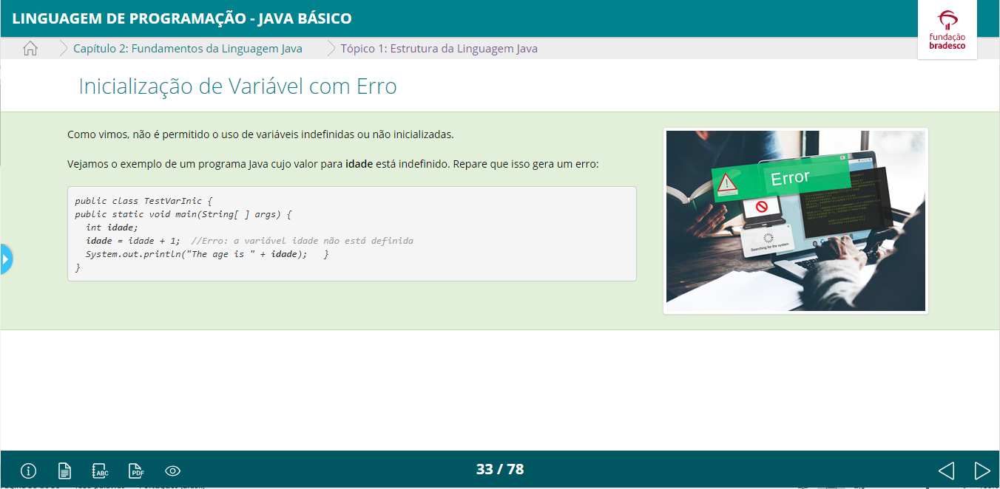 LINGUAGEM DE PROGRAMAÇÃO - JAVA BÁSICO
fundação
bradesco
Capítulo 2: Fundamentos da Linguagem Java
Tópico 1: Estrutura da Linguagem Java
Inicialização de Variável com Erro
Como vimos, não é permitido o uso de variáveis indefinidas ou não inicializadas.
Vejamos o exemplo de um programa Java cujo valor para idade está indefinido. Repare que isso gera um erro:
public class TestVarInic {
public static void main(String[ ] args) {
int idade;
idade = idade + 1; //Erro: a variável idade não está definida
System.out.println("The age is " + idade); }
}
Error
Searching for the system
ABC
PDF
33 / 78